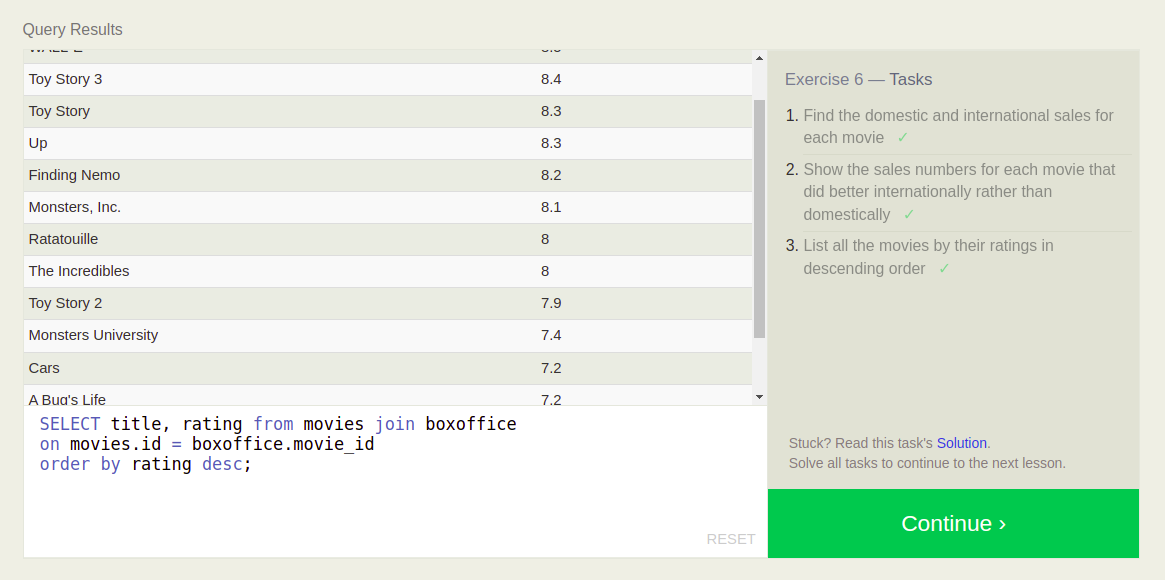 Query Results
Toy Story 3 8.4
Toy Story 8.3
Up 8.3
Finding Nemo 8.2
Monsters, Inc. 8.1
Ratatouille 8
The Incredibles 8
Toy Story 2 7.9
Monsters University 7.4
Cars 7.2
A Bug's Life 7.2
SELECT title, rating from movies join boxoffice
on movies.id = boxoffice.movie_id
order by rating desc;
RESET
Exercise 6 — Tasks
1. Find the domestic and international sales for
each movie ✓
2. Show the sales numbers for each movie that
did better internationally rather than
domestically ✓
3. List all the movies by their ratings in
descending order ✓
Stuck? Read this task's Solution.
Solve all tasks to continue to the next lesson.
Continue ›